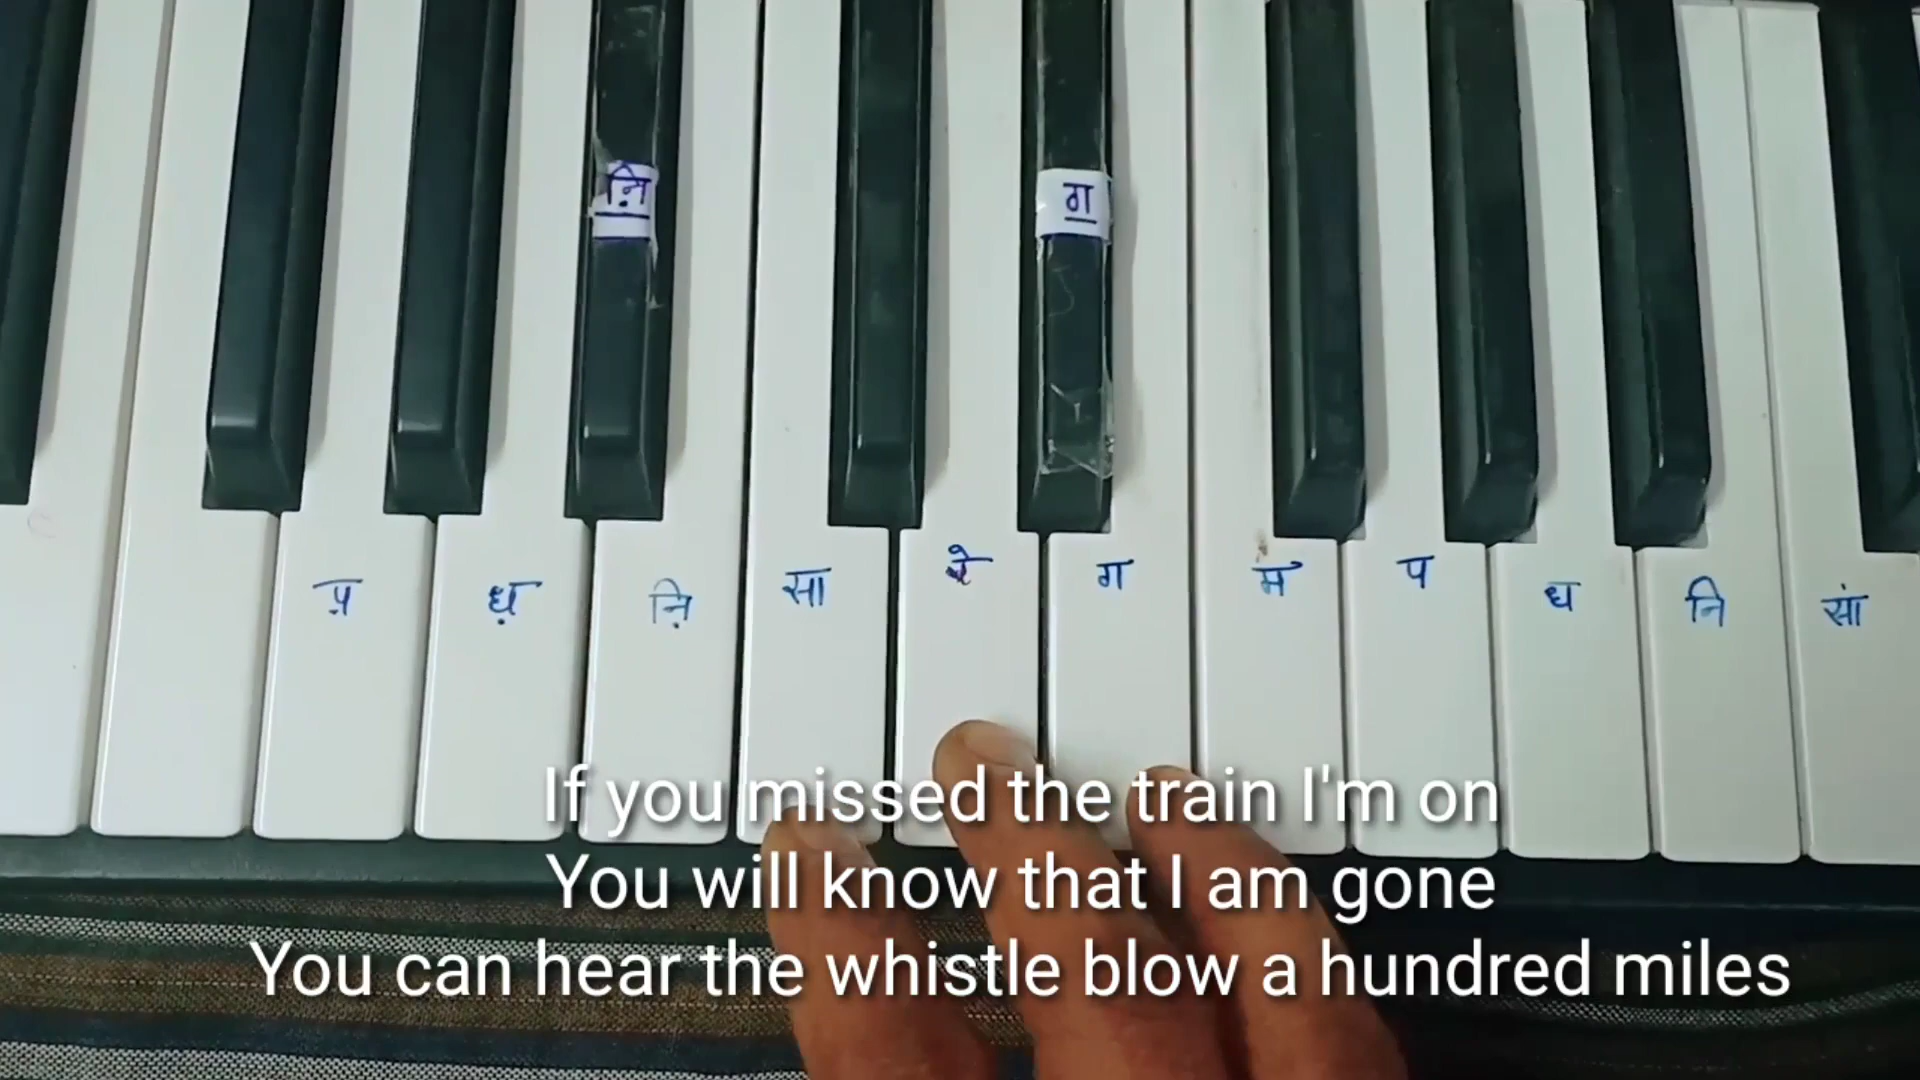 नि़
ग॒
प़ ध़ नि़ सा रे ग म प ध नि सां
If you missed the train I'm on
You will know that I am gone
You can hear the whistle blow a hundred miles